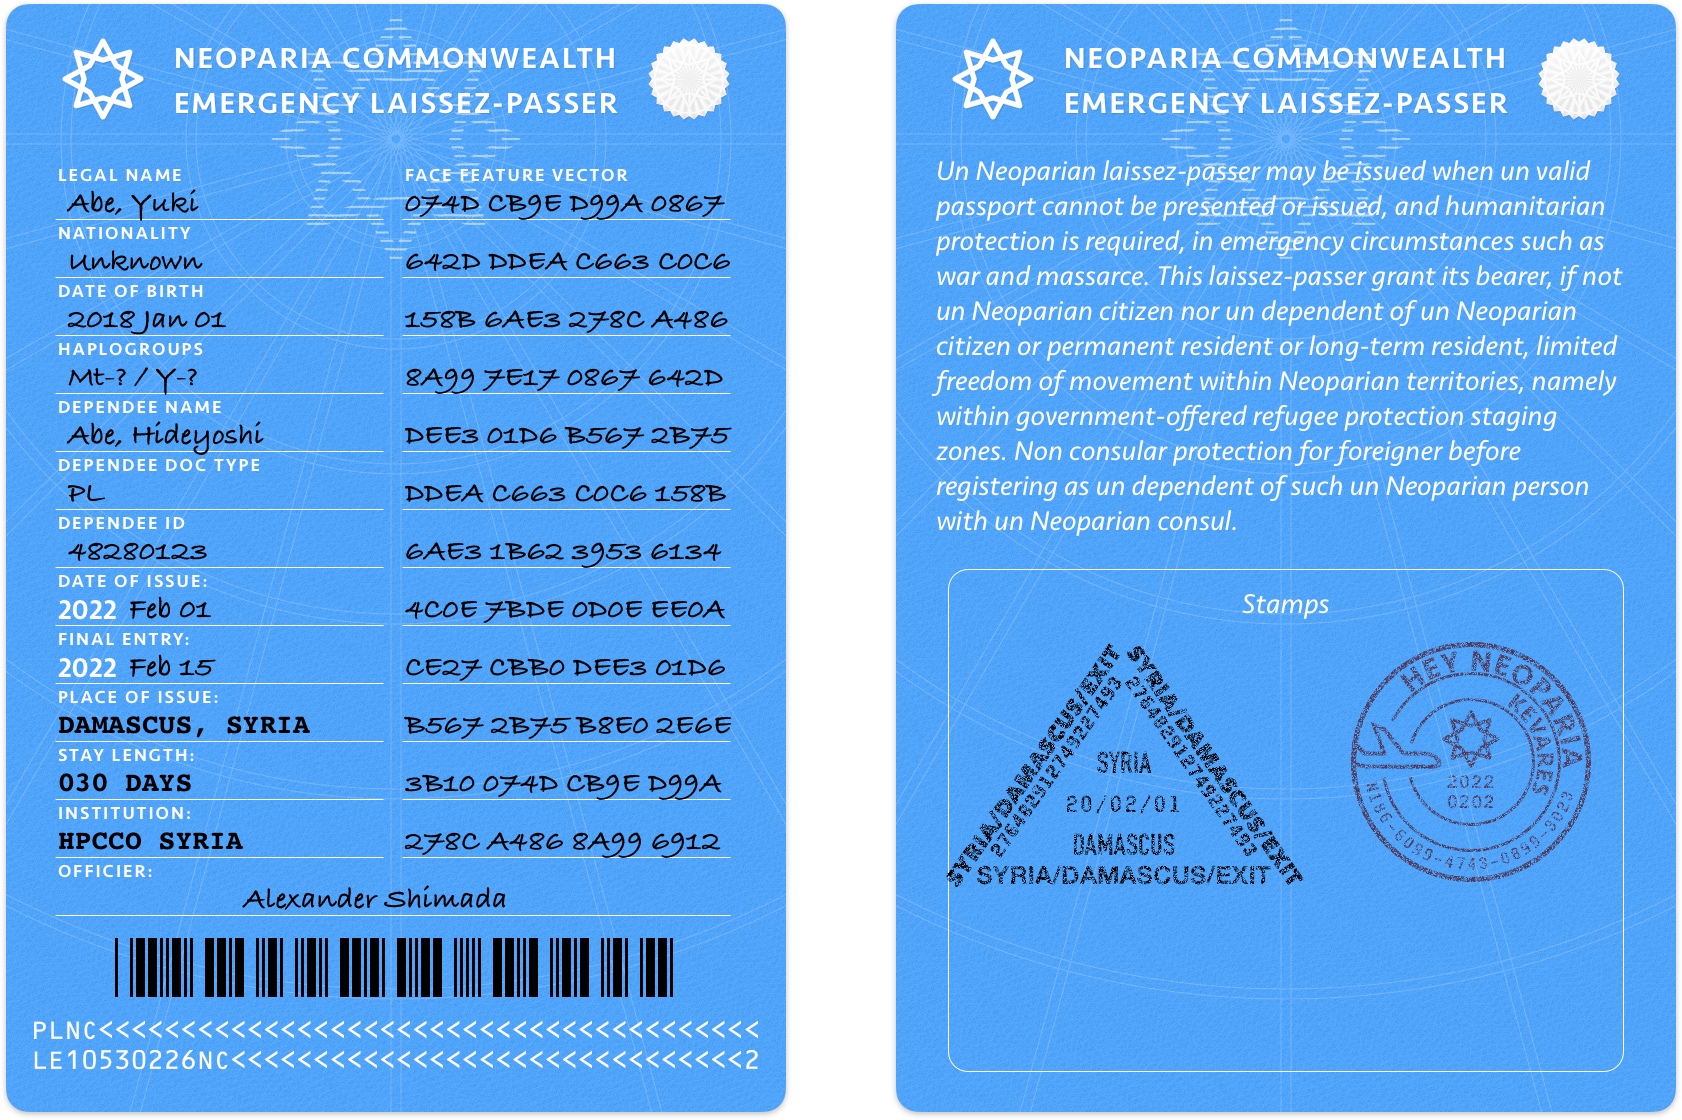 NEOPARIA COMMONWEALTH
EMERGENCY LAISSEZ-PASSER
LEGAL NAME
Abe, Yuki
NATIONALITY
Unknown
DATE OF BIRTH
2018 Jan 01
HAPLOGROUPS
Mt-? / Y-?
DEPENDEE NAME
Abe, Hideyoshi
DEPENDEE DOC TYPE
PL
DEPENDEE ID
48280123
DATE OF ISSUE:
2022 Feb 01
FINAL ENTRY:
2022 Feb 15
PLACE OF ISSUE:
DAMASCUS, SYRIA
STAY LENGTH:
030 DAYS
INSTITUTION:
HPCCO SYRIA
OFFICIER:
Alexander Shimada
FACE FEATURE VECTOR
074D CB9E D99A 0867
642D DDEA C663 C0C6
158B 6AE3 278C A486
8A99 7E17 0867 642D
DEE3 01D6 B567 2B75
DDEA C663 C0C6 158B
6AE3 1B62 3953 6134
4C0E 7BDE 0D0E EE0A
CE27 CBB0 DEE3 01D6
B567 2B75 B8E0 2E6E
3B10 074D CB9E D99A
278C A486 8A99 6912
PLNC<<<<<<<<<<<<<<<<<<<<<<<<<<<<<<<<<<<<<<<<
LE10530226NC<<<<<<<<<<<<<<<<<<<<<<<<<<<<<<<2
NEOPARIA COMMONWEALTH
EMERGENCY LAISSEZ-PASSER
Un Neoparian laissez-passer may be issued when un valid
passport cannot be presented or issued, and humanitarian
protection is required, in emergency circumstances such as
war and massarce. This laissez-passer grant its bearer, if not
un Neoparian citizen nor un dependent of un Neoparian
citizen or permanent resident or long-term resident, limited
freedom of movement within Neoparian territories, namely
within government-offered refugee protection staging
zones. Non consular protection for foreigner before
registering as un dependent of such un Neoparian person
with un Neoparian consul.
Stamps
SYRIA/DAMASCUS/EXIT
SYRIA/DAMASCUS/EXIT
SYRIA
20/02/01
DAMASCUS
SYRIA/DAMASCUS/EXIT
HEY NEOPARIA
KEVARES
2022
0202